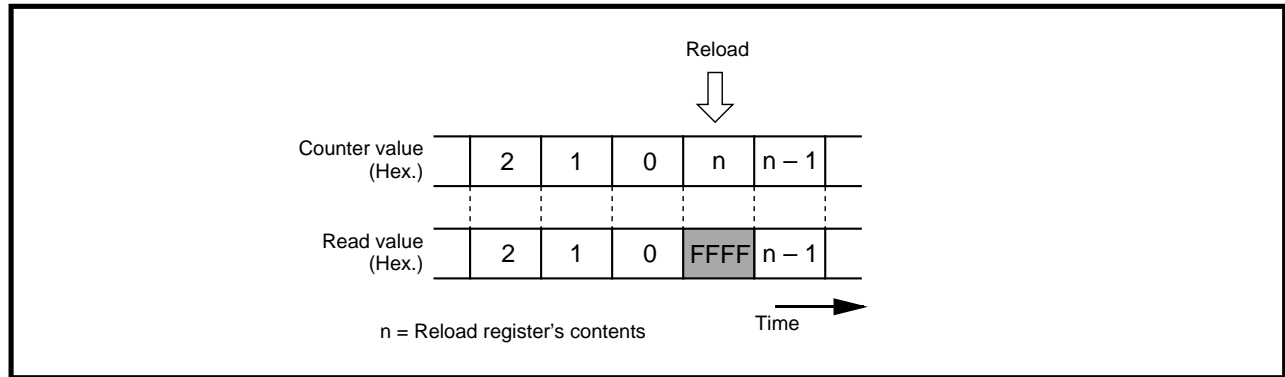 Reload
Counter value
(Hex.)
2 1 0 n n – 1
Read value
(Hex.)
2 1 0 FFFF n – 1
Time
n = Reload register’s contents